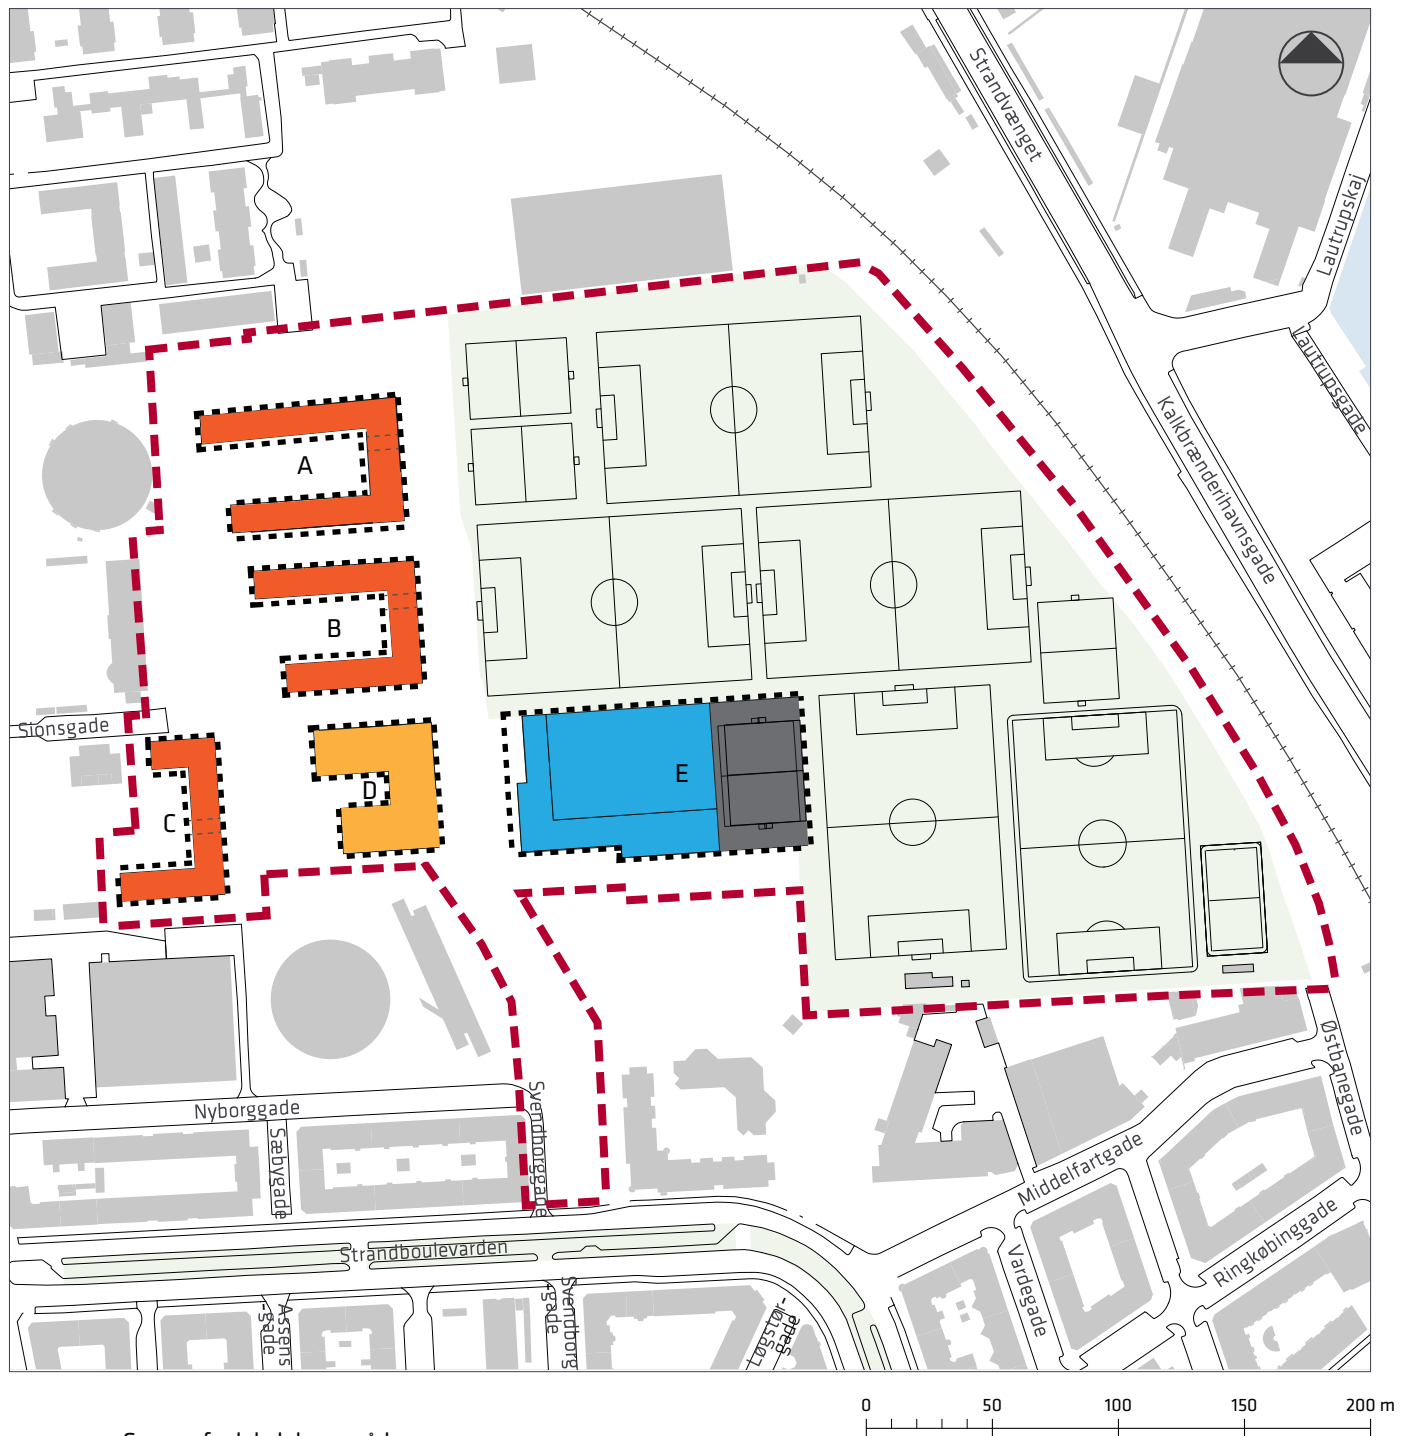 Strandvænget
Lautrupskaj
Lautrupsgade
Kalkbrænderihavnsgade
A
B
Sionsgade
C
D
E
Nyborggade
Sæbygade
Svendborggade
Østbanegade
Middelfartgade
Ringkøbinggade
Vardegade
Strandboulevarden
Assens
-gade
Svendborg
-gade
Løgstør-
gade
0 50 100 150 200 m